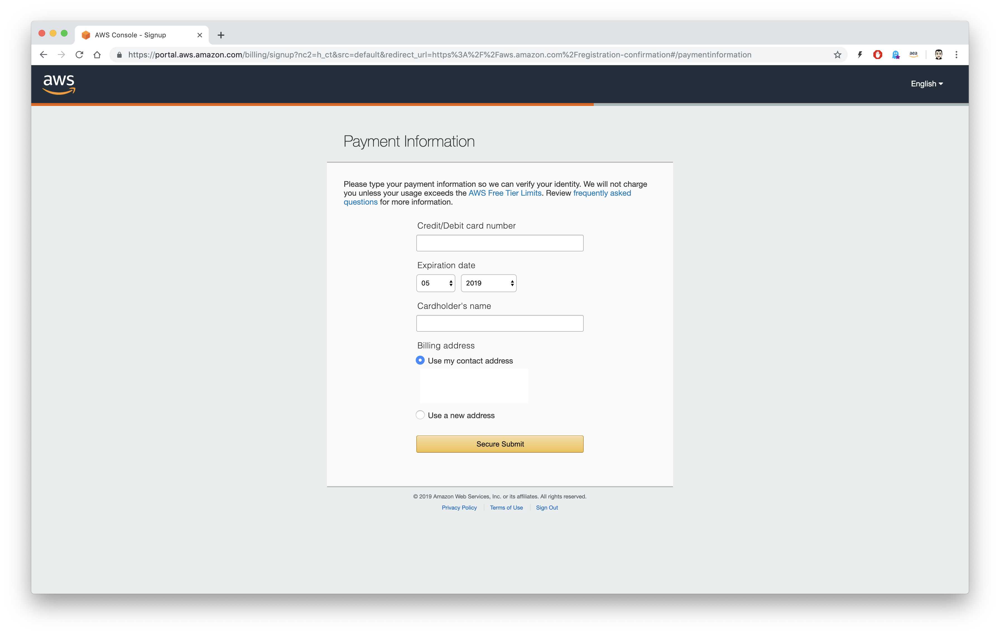 AWS Console - Signup
https://portal.aws.amazon.com/billing/signup?nc2=h_ct&src=default&redirect_url=https%3A%2F%2Faws.amazon.com%2Fregistration-confirmation#/paymentinformation
aea
aws
English
Payment Information
Please type your payment information so we can verify your identity. We will not charge
you unless your usage exceeds the AWS Free Tier Limits. Review frequently asked
questions for more information.
Credit/Debit card number
Expiration date
05 2019
Cardholder's name
Billing address
Use my contact address
Use a new address
Secure Submit
© 2019 Amazon Web Services, Inc. or its affiliates. All rights reserved.
Privacy Policy Terms of Use Sign Out